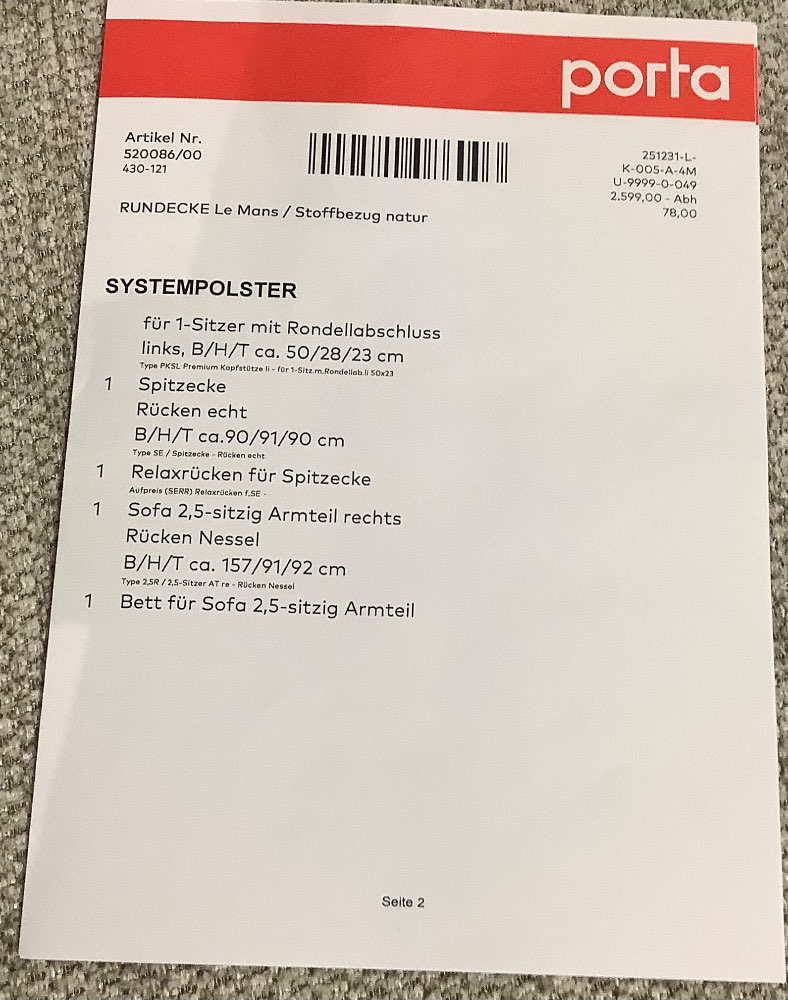 porta
Artikel Nr.
520086/00
430-121
251231-L-
K-005-A-4M
U-9999-0-049
2.599,00 - Abh
78,00
RUNDECKE Le Mans / Stoffbezug natur
SYSTEMPOLSTER
für 1-Sitzer mit Rondellabschluss
links, B/H/T ca. 50/28/23 cm
Type PKSL Premium Kopfstütze li - für 1-Sitz.m.Rondellab.li 50x23
1 Spitzecke
Rücken echt
B/H/T ca.90/91/90 cm
Type SE / Spitzecke - Rücken echt
1 Relaxrücken für Spitzecke
Aufpreis (SERR) Relaxrücken f.SE -
1 Sofa 2,5-sitzig Armteil rechts
Rücken Nessel
B/H/T ca. 157/91/92 cm
Type 2,5R / 2,5-Sitzer AT re - Rücken Nessel
1 Bett für Sofa 2,5-sitzig Armteil
Seite 2